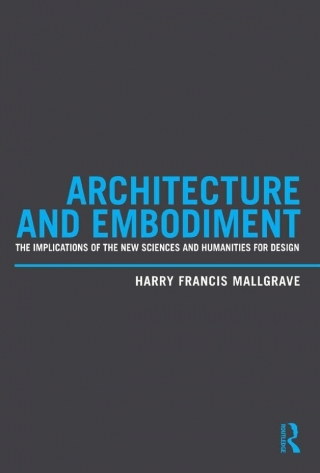 ARCHITECTURE
AND EMBODIMENT
THE IMPLICATIONS OF THE NEW SCIENCES AND HUMANITIES FOR DESIGN
HARRY FRANCIS MALLGRAVE
ROUTLEDGE